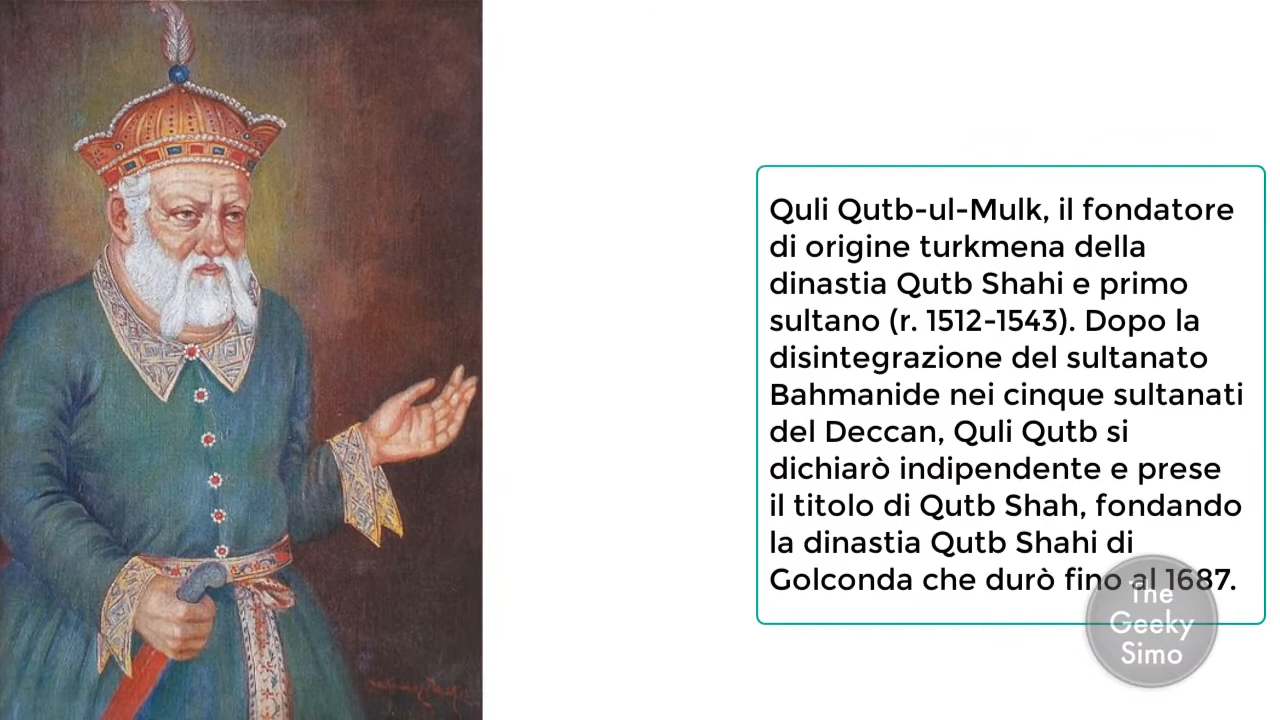 Quli Qutb-ul-Mulk, il fondatore
di origine turkmena della
dinastia Qutb Shahi e primo
sultano (r. 1512-1543). Dopo la
disintegrazione del sultanato
Bahmanide nei cinque sultanati
del Deccan, Quli Qutb si
dichiarò indipendente e prese
il titolo di Qutb Shah, fondando
la dinastia Qutb Shahi di
Golconda che durò fino al 1687.
The
Geeky
Simo